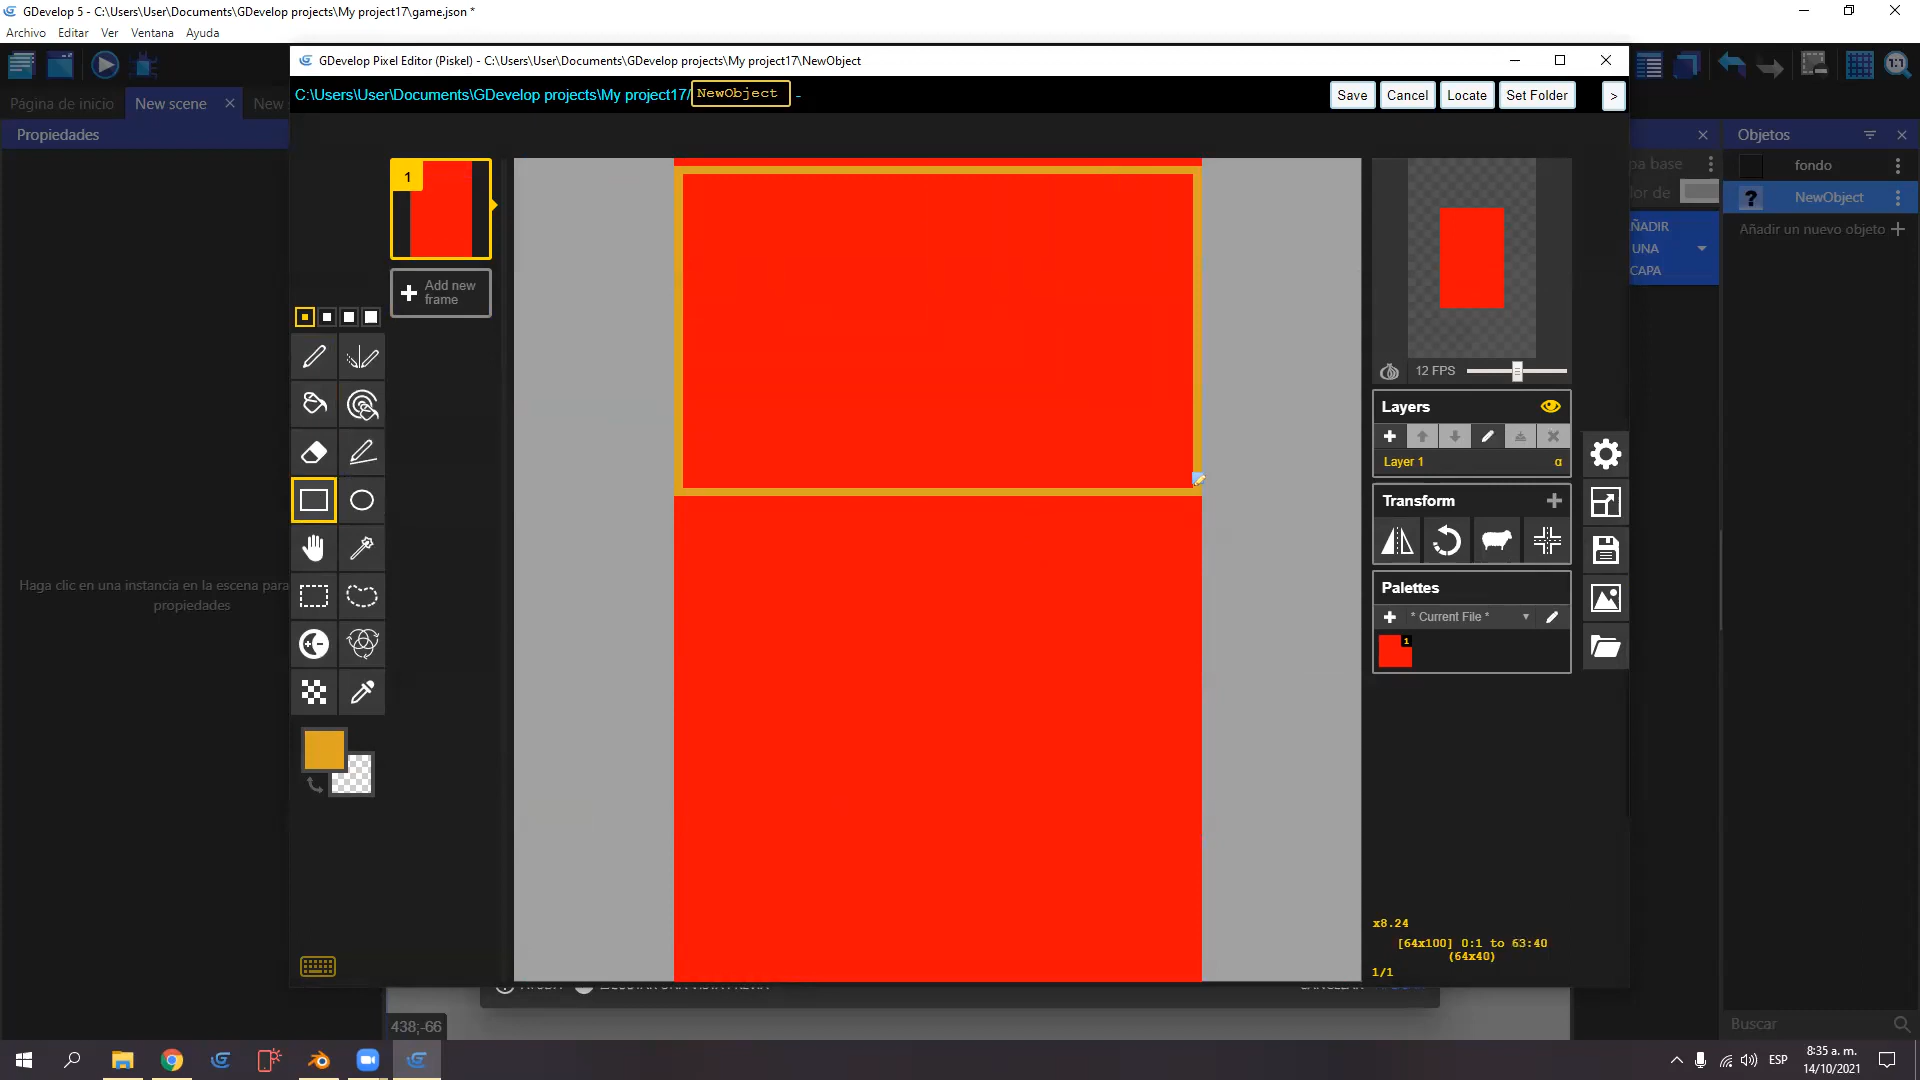 GDevelop 5 - C:\Users\User\Documents\GDevelop projects\My project17\game.json *
Archivo Editar Ver Ventana Ayuda
GDevelop Pixel Editor (Piskel) - C:\Users\User\Documents\GDevelop projects\My project17\NewObject
C:\Users\User\Documents\GDevelop projects\My project17/ NewObject -
Save Cancel Locate Set Folder >
Página de inicio New scene New
Propiedades
Haga clic en una instancia en la escena para
propiedades
1
Add new
frame
12 FPS
Layers
Layer 1 α
Transform
Palettes
* Current File *
1
x8.24
[64x100] 0:1 to 63:40
(64x40)
1/1
Objetos
fondo
? NewObject
Añadir un nuevo objeto
UNA
CAPA
1:1
438;-66
Buscar
ESP
8:35 a. m.
14/10/2021